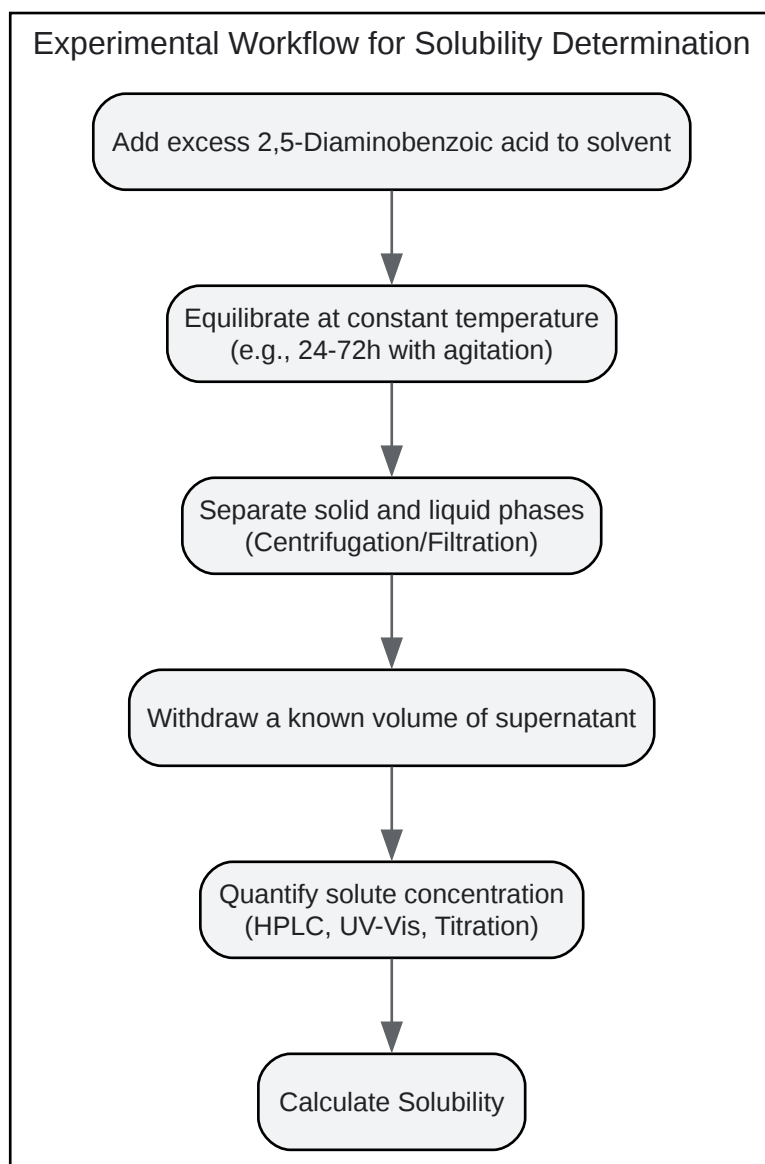 Experimental Workflow for Solubility Determination
Add excess 2,5-Diaminobenzoic acid to solvent
Equilibrate at constant temperature
(e.g., 24-72h with agitation)
Separate solid and liquid phases
(Centrifugation/Filtration)
Withdraw a known volume of supernatant
Quantify solute concentration
(HPLC, UV-Vis, Titration)
Calculate Solubility